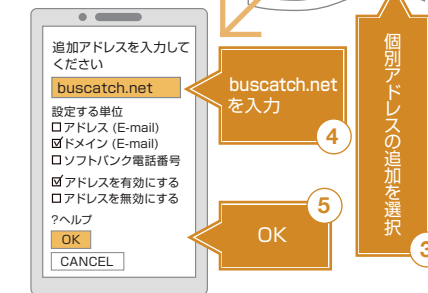 追加アドレスを入力して
ください
buscatch.net
設定する単位
アドレス (E-mail)
ドメイン (E-mail)
ソフトバンク電話番号
アドレスを有効にする
アドレスを無効にする
?ヘルプ
OK
CANCEL
buscatch.net
を入力
4
OK
5
個別アドレスの追加を選択
3